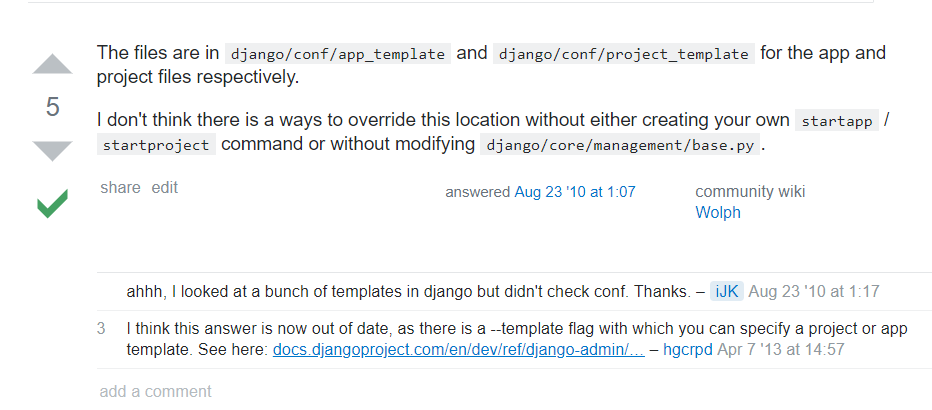 The files are in django/conf/app_template and django/conf/project_template for the app and
project files respectively.
5
I don't think there is a ways to override this location without either creating your own startapp /
startproject command or without modifying django/core/management/base.py .
share edit
answered Aug 23 '10 at 1:07
community wiki
Wolph
ahhh, I looked at a bunch of templates in django but didn't check conf. Thanks. – iJK Aug 23 '10 at 1:17
3 I think this answer is now out of date, as there is a --template flag with which you can specify a project or app
template. See here: docs.djangoproject.com/en/dev/ref/django-admin/… – hgcrpd Apr 7 '13 at 14:57
add a comment